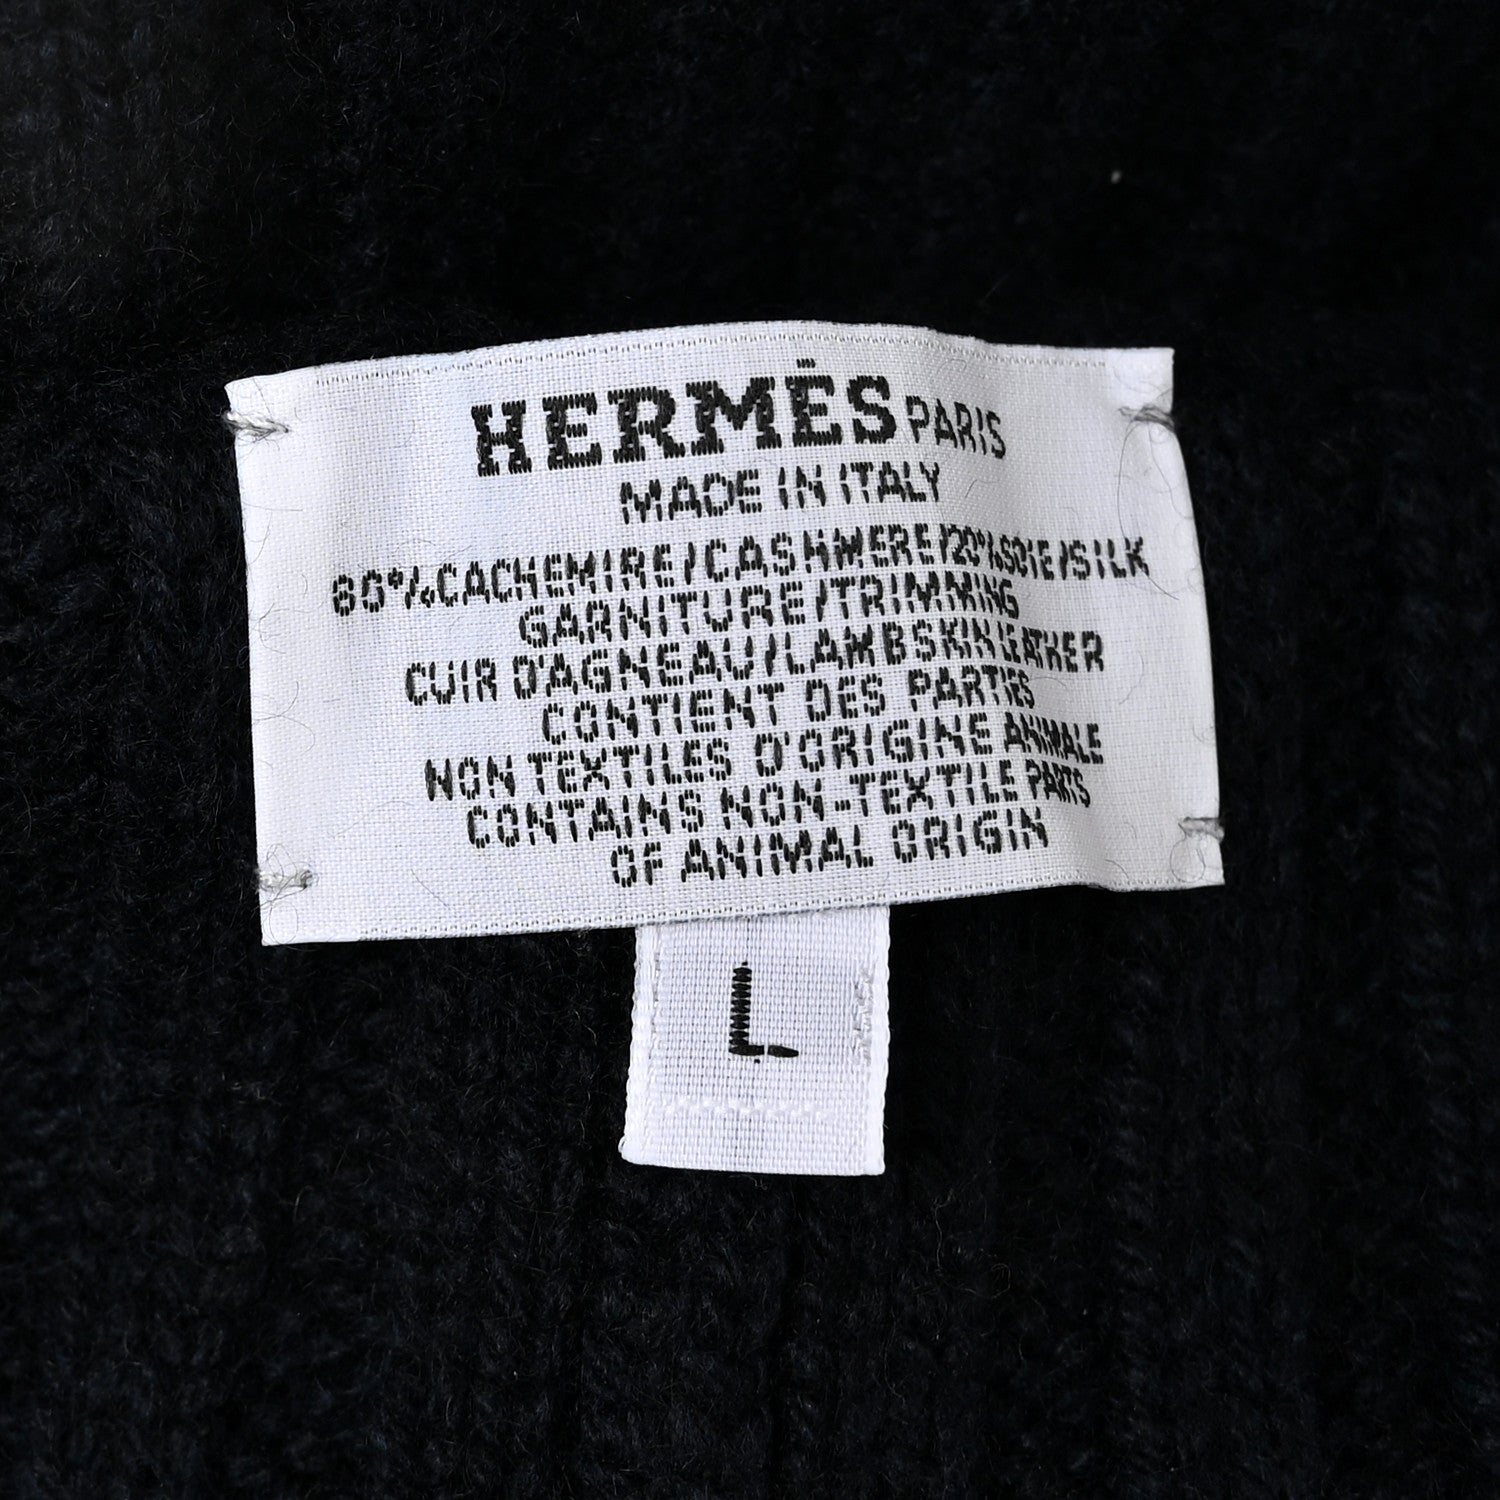 HERMÈS PARIS
MADE IN ITALY
80%CACHEMIRE/CASHMERE/20%SOIE/SILK
GARNITURE/TRIMMING
CUIR D'AGNEAU/LAMBSKIN LEATHER
CONTIENT DES PARTIES
NON TEXTILES D'ORIGINE ANIMALE
CONTAINS NON-TEXTILE PARTS
OF ANIMAL ORIGIN
L